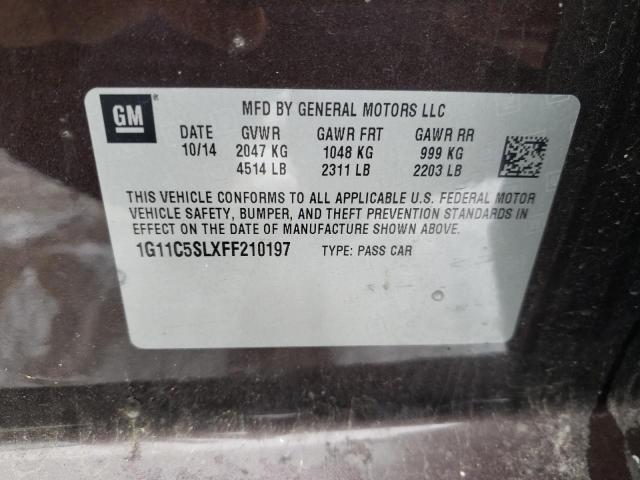 GM
MFD BY GENERAL MOTORS LLC
DATE GVWR GAWR FRT GAWR RR
10/14 2047 KG 1048 KG 999 KG
4514 LB 2311 LB 2203 LB
THIS VEHICLE CONFORMS TO ALL APPLICABLE U.S. FEDERAL MOTOR
VEHICLE SAFETY, BUMPER, AND THEFT PREVENTION STANDARDS IN
EFFECT ON THE DATE OF MANUFACTURE SHOWN ABOVE.
1G11C5SLXFF210197 TYPE: PASS CAR